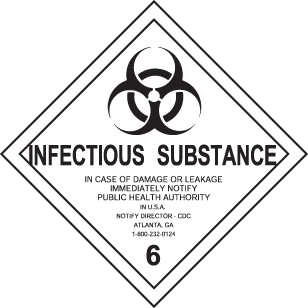 INFECTIOUS SUBSTANCE
IN CASE OF DAMAGE OR LEAKAGE
IMMEDIATELY NOTIFY
PUBLIC HEALTH AUTHORITY
IN U.S.A.
NOTIFY DIRECTOR - CDC
ATLANTA, GA
1-800-232-0124
6